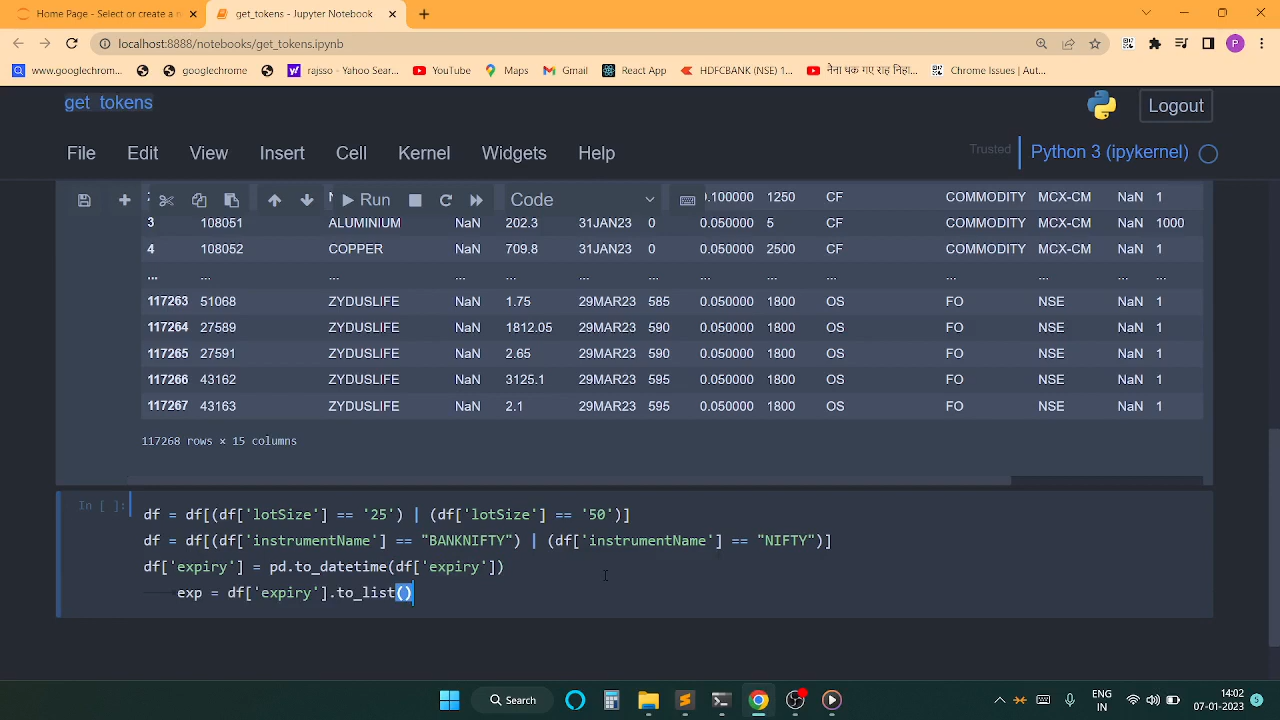 Home Page - Select or create a n
get_tokens - Jupyter Notebook
localhost:8888/notebooks/get_tokens.ipynb
www.googlechrom...
googlechrome
rajsso - Yahoo Sear...
YouTube
Maps
Gmail
React App
HDFCBANK (NSE) 1...
Chrome Issues | Aut...
get_tokens
Logout
File Edit View Insert Cell Kernel Widgets Help
Trusted
Python 3 (ipykernel)
Run
Code
0.100000 1250 CF COMMODITY MCX-CM NaN 1
3 108051 ALUMINIUM NaN 202.3 31JAN23 0 0.050000 5 CF COMMODITY MCX-CM NaN 1000
4 108052 COPPER NaN 709.8 31JAN23 0 0.050000 2500 CF COMMODITY MCX-CM NaN 1
... ... ... ... ... ... ... ... ... ... ... ... ... ...
117263 51068 ZYDUSLIFE NaN 1.75 29MAR23 585 0.050000 1800 OS FO NSE NaN 1
117264 27589 ZYDUSLIFE NaN 1812.05 29MAR23 590 0.050000 1800 OS FO NSE NaN 1
117265 27591 ZYDUSLIFE NaN 2.65 29MAR23 590 0.050000 1800 OS FO NSE NaN 1
117266 43162 ZYDUSLIFE NaN 3125.1 29MAR23 595 0.050000 1800 OS FO NSE NaN 1
117267 43163 ZYDUSLIFE NaN 2.1 29MAR23 595 0.050000 1800 OS FO NSE NaN 1
117268 rows × 15 columns
In [ ]:
df = df[(df['lotSize'] == '25') | (df['lotSize'] == '50')]
df = df[(df['instrumentName'] == "BANKNIFTY") | (df['instrumentName'] == "NIFTY")]
df['expiry'] = pd.to_datetime(df['expiry'])
exp = df['expiry'].to_list()
Search
ENG
IN
14:02
07-01-2023
5